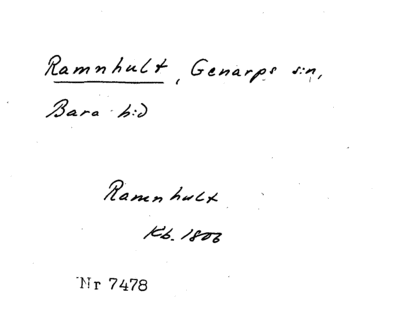 Ramnhult, Genarps s:n,
Bara h:d
Ramnhult
Kb. 1806
Nr 7478